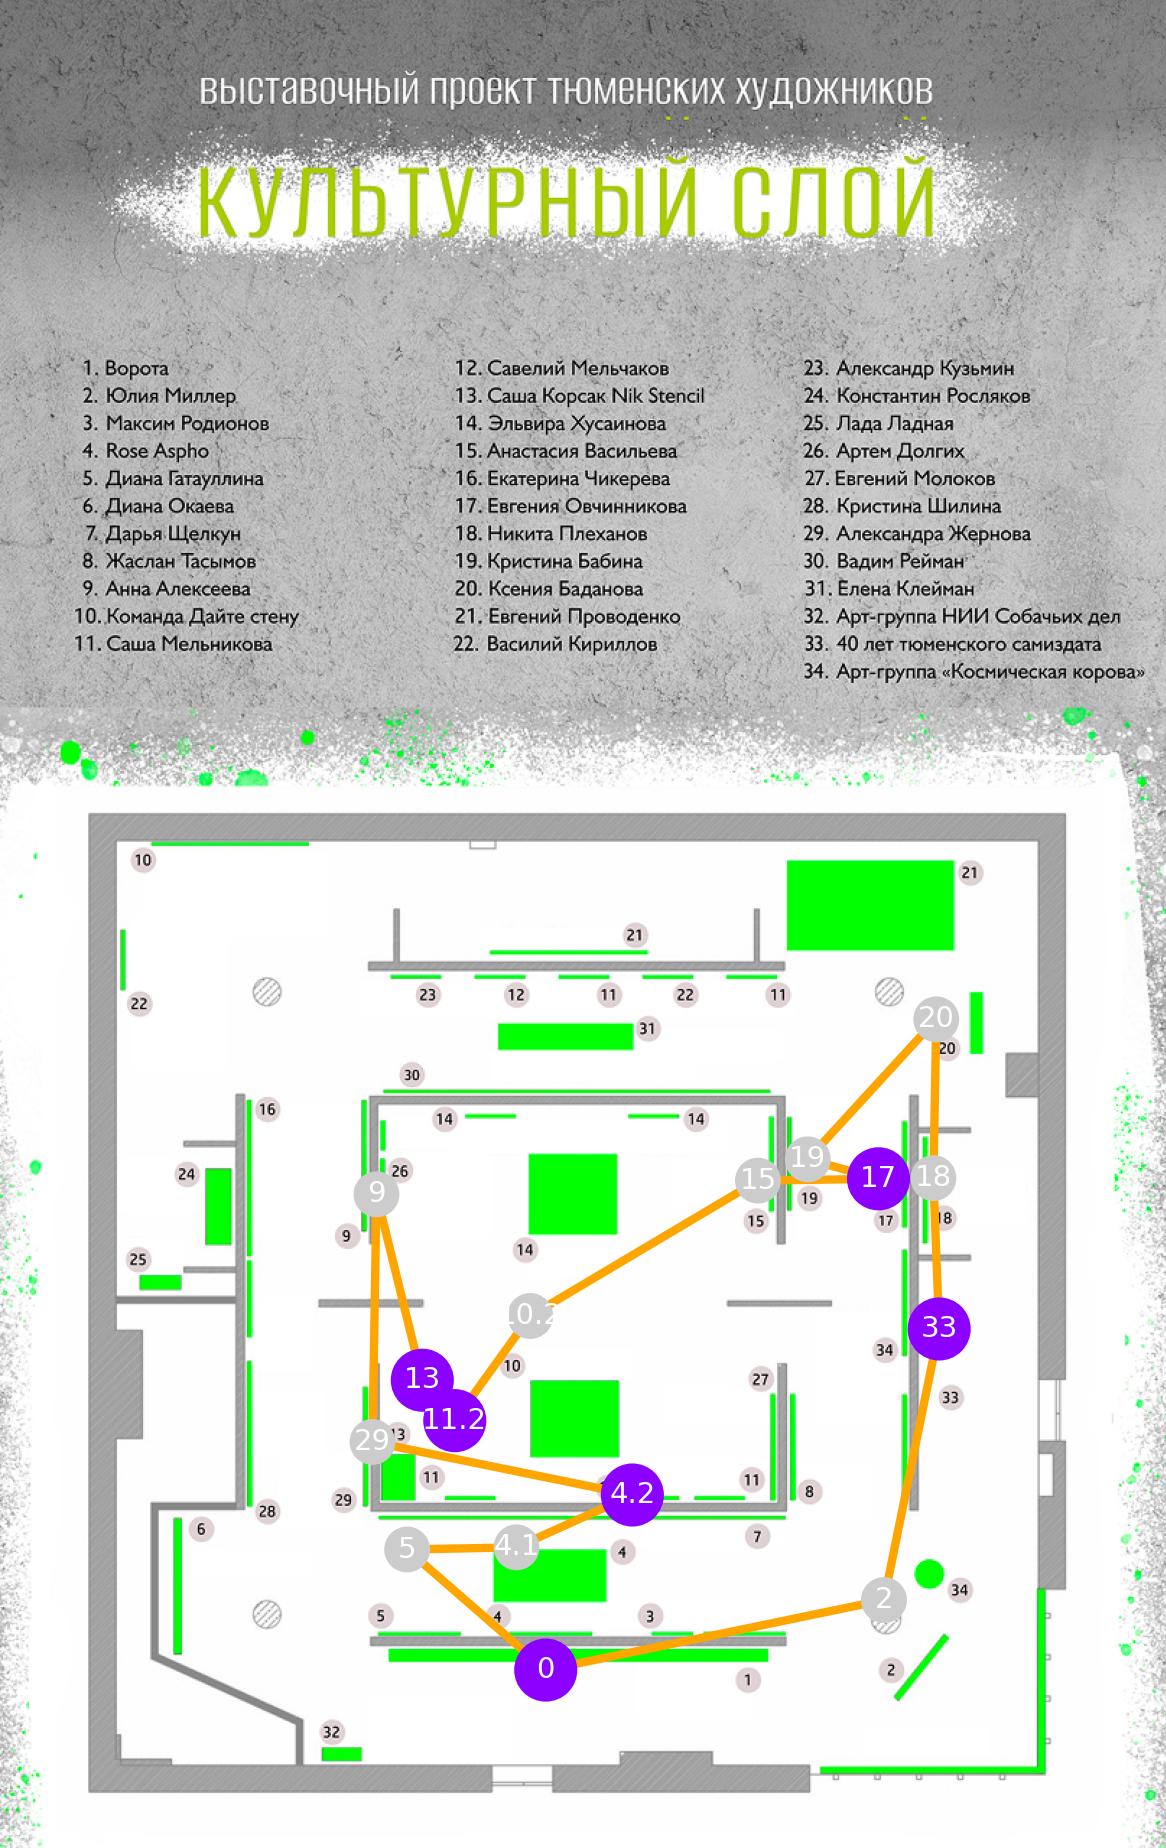 выставочный проект тюменских художников
КУЛЬТУРНЫЙ СЛОЙ
1. Ворота
2. Юлия Миллер
3. Максим Родионов
4. Rose Aspho
5. Диана Гатауллина
6. Диана Окаева
7. Дарья Щелкун
8. Жаслан Тасымов
9. Анна Алексеева
10. Команда Дайте стену
11. Саша Мельникова
12. Савелий Мельчаков
13. Саша Корсак Nik Stencil
14. Эльвира Хусаинова
15. Анастасия Васильева
16. Екатерина Чикерева
17. Евгения Овчинникова
18. Никита Плеханов
19. Кристина Бабина
20. Ксения Баданова
21. Евгений Проводенко
22. Василий Кириллов
23. Александр Кузьмин
24. Константин Росляков
25. Лада Ладная
26. Артем Долгих
27. Евгений Молоков
28. Кристина Шилина
29. Александра Жернова
30. Вадим Рейман
31. Елена Клейман
32. Арт-группа НИИ Собачьих дел
33. 40 лет тюменского самиздата
34. Арт-группа «Космическая корова»
10
21
21
22
23 12 11 22 11
20
31
20
30
16
14 14
19
24
26
15 17 18
9
19
15 17 18
9
14
25
10.2
33
34
10
27
13
33
11.2
13
29
11
11
8
29
4.2
28
6
7
5
4.1
4
34
2
5 4 3
0
2
1
32